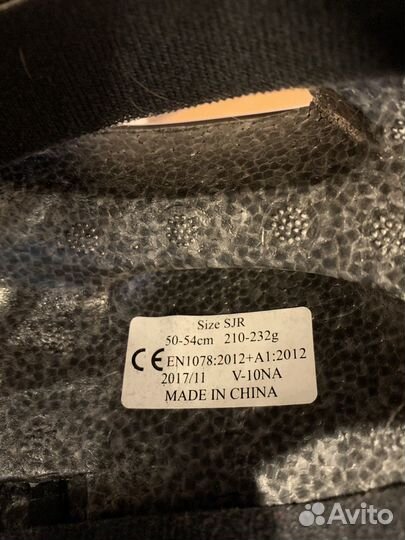 Size SJR
50-54cm 210-232g
CE EN1078:2012+A1:2012
2017/11 V-10NA
MADE IN CHINA
Avito